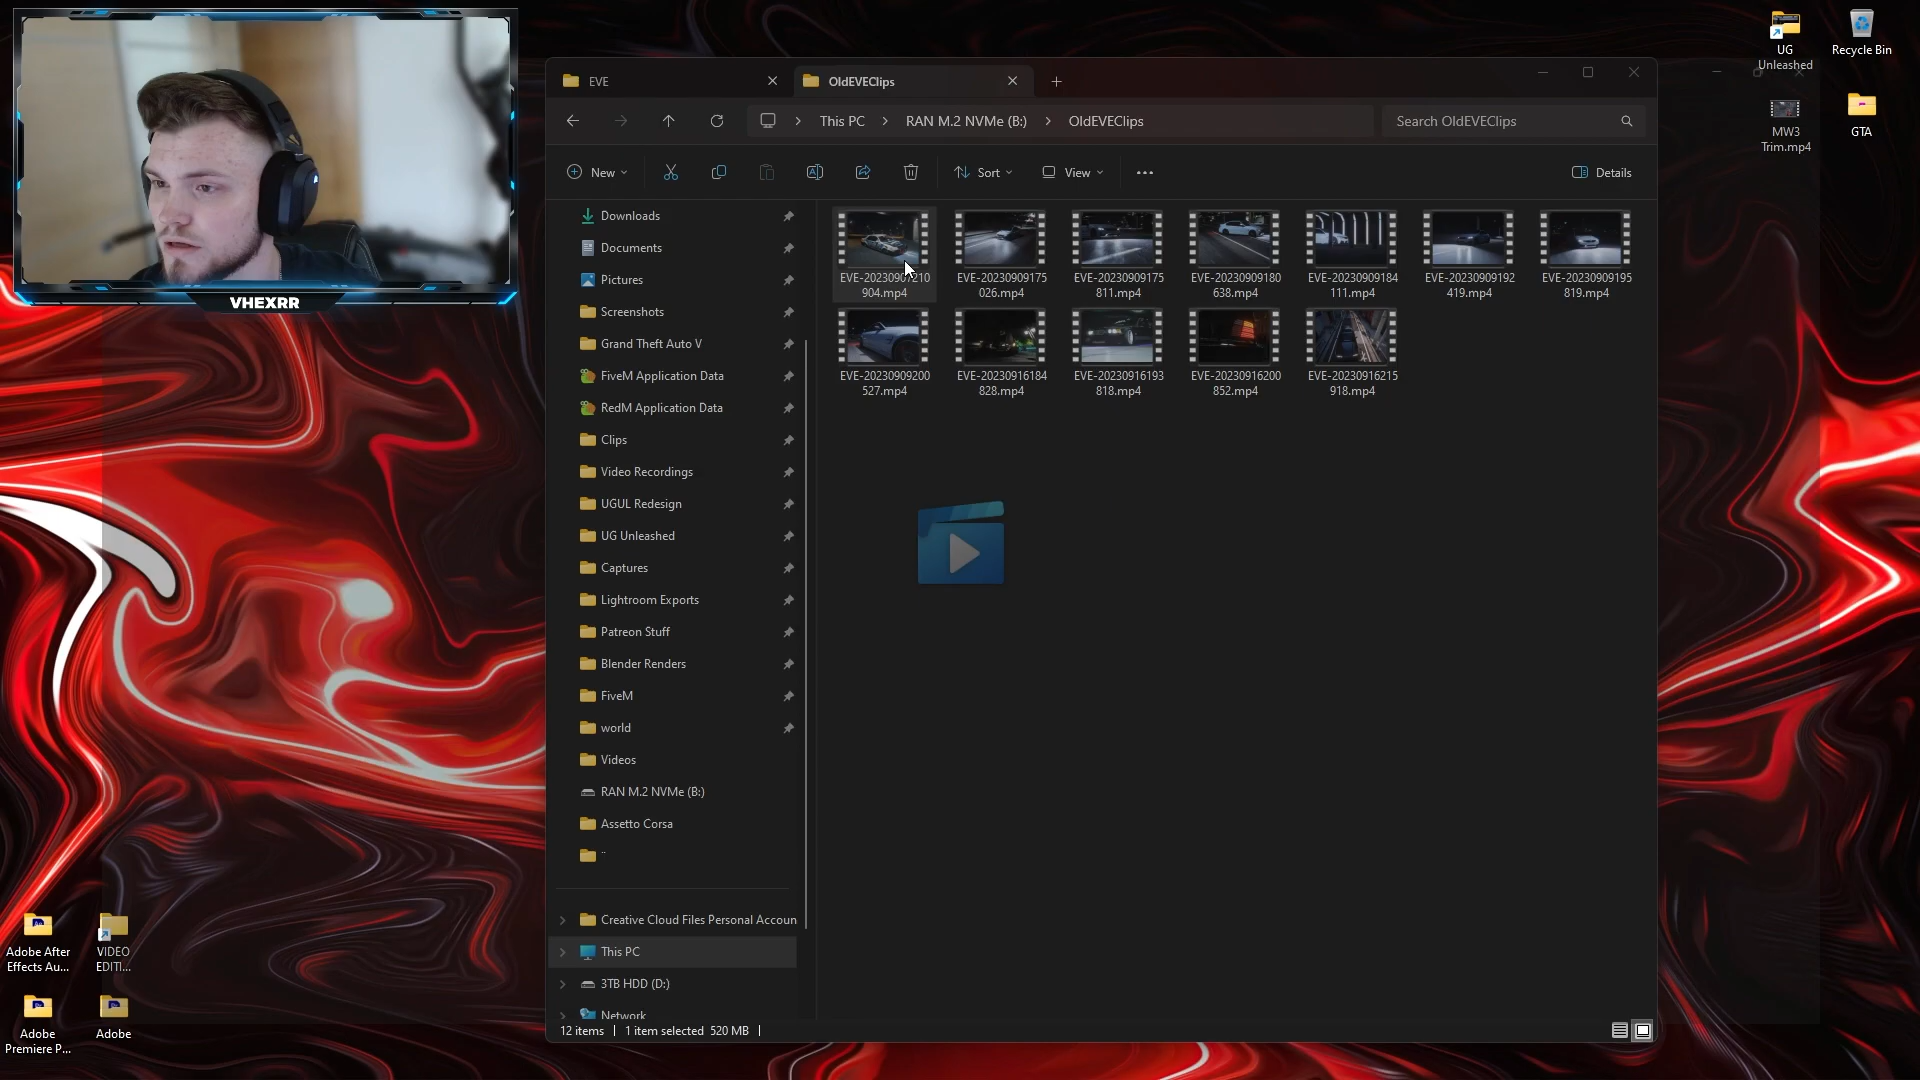 VHEXRR
UG
Unleashed
Recycle Bin
MW3
Trim.mp4
GTA
EVE
OldEVEClips
This PC
RAN M.2 NVMe (B:)
OldEVEClips
Search OldEVEClips
New
Sort
View
Details
Downloads
Documents
Pictures
Screenshots
Grand Theft Auto V
FiveM Application Data
RedM Application Data
Clips
Video Recordings
UGUL Redesign
UG Unleashed
Captures
Lightroom Exports
Patreon Stuff
Blender Renders
FiveM
world
Videos
RAN M.2 NVMe (B:)
Assetto Corsa
..
Creative Cloud Files Personal Accoun
This PC
3TB HDD (D:)
Network
EVE-20230907210
904.mp4
EVE-20230909175
026.mp4
EVE-20230909175
811.mp4
EVE-20230909180
638.mp4
EVE-20230909184
111.mp4
EVE-20230909192
419.mp4
EVE-20230909195
819.mp4
EVE-20230909200
527.mp4
EVE-20230916184
828.mp4
EVE-20230916193
818.mp4
EVE-20230916200
852.mp4
EVE-20230916215
918.mp4
12 items
1 item selected 520 MB
Adobe After
Effects Au...
VIDEO
EDITI...
Adobe
Premiere P...
Adobe